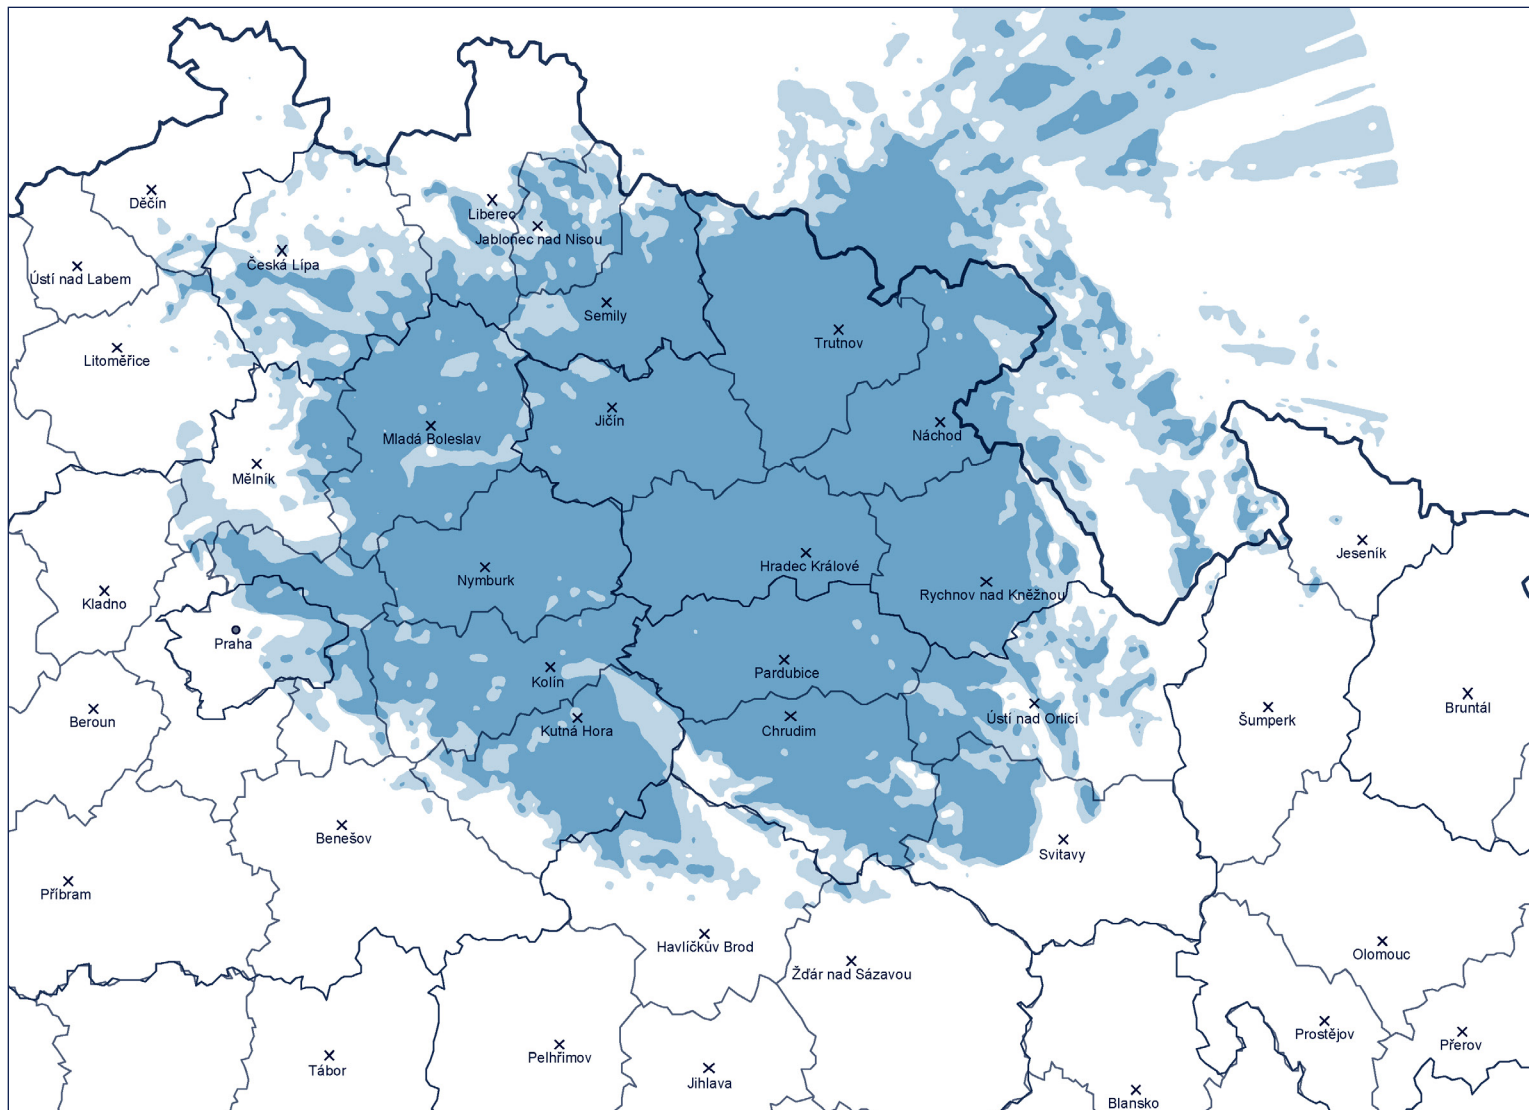 Děčín
Liberec
Jablonec nad Nisou
Česká Lípa
Ústí nad Labem
Semily
Trutnov
Litoměřice
Jičín
Náchod
Mladá Boleslav
Mělník
Jeseník
Hradec Králové
Nymburk
Rychnov nad Kněžnou
Kladno
Praha
Pardubice
Kolín
Beroun
Kutná Hora
Chrudim
Ústí nad Orlicí
Šumperk
Bruntál
Benešov
Svitavy
Příbram
Havlíčkův Brod
Olomouc
Žďár nad Sázavou
Prostějov
Přerov
Pelhřimov
Tábor
Jihlava
Blansko